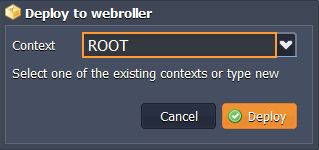 Deploy to webroller
Context
ROOT
Select one of the existing contexts or type new
Cancel
Deploy